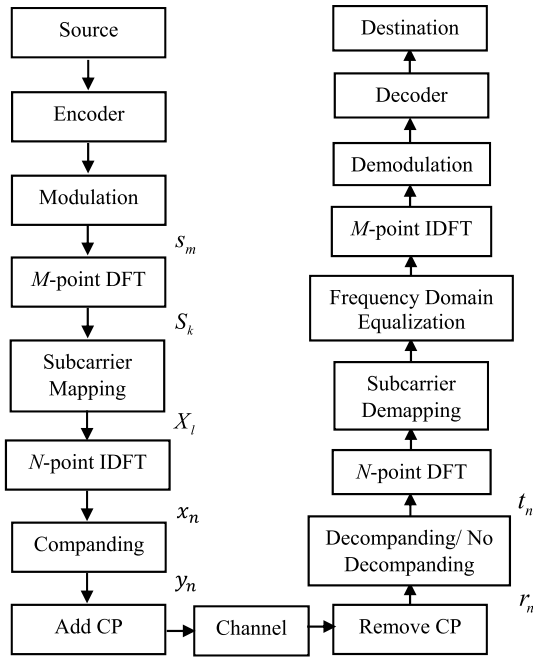 Source
Encoder
Modulation
s_m
M-point DFT
S_k
Subcarrier
Mapping
X_l
N-point IDFT
x_n
Companding
y_n
Add CP
Channel
Remove CP
r_n
Decompanding/ No
Decompanding
t_n
N-point DFT
Subcarrier
Demapping
Frequency Domain
Equalization
M-point IDFT
Demodulation
Decoder
Destination